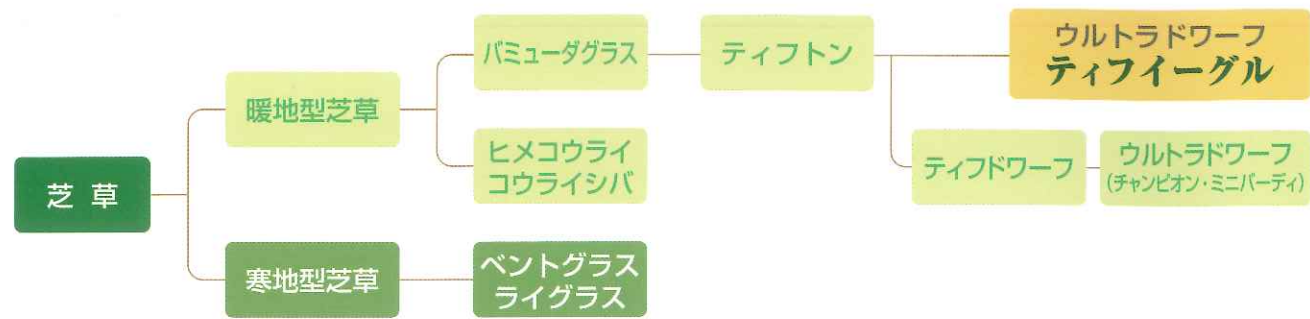 芝草
暖地型芝草
バミューダグラス
ティフトン
ウルトラドワーフ
ティフイーグル
ティフドワーフ
ウルトラドワーフ
(チャンピオン・ミニバーディ)
ヒメコウライ
コウライシバ
寒地型芝草
ベントグラス
ライグラス